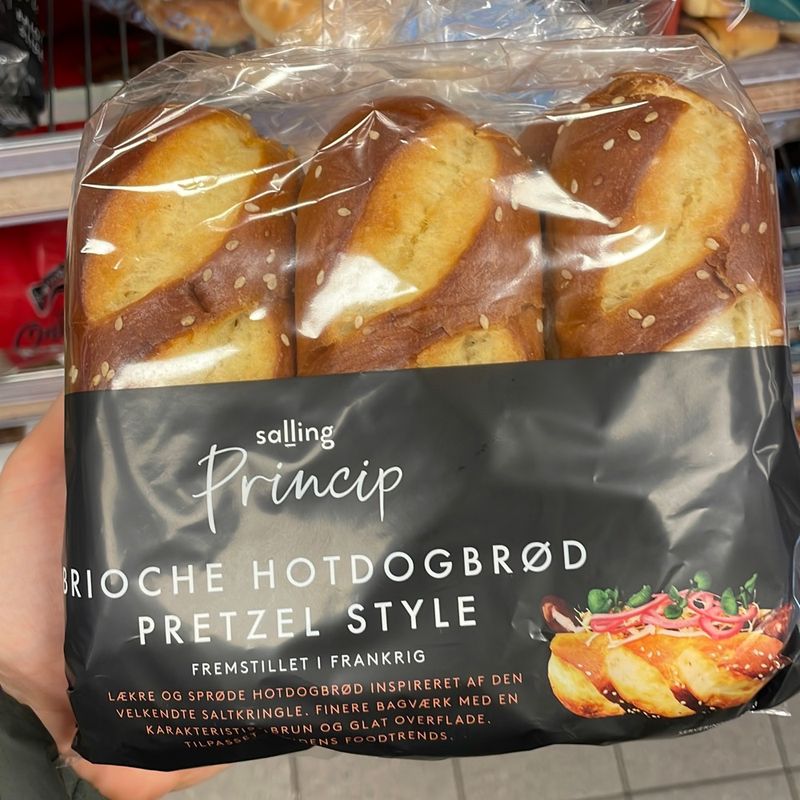 salling
Princip
BRIOCHE HOTDOGBRØD
PRETZEL STYLE
FREMSTILLET I FRANKRIG
LÆKRE OG SPRØDE HOTDOGBRØD INSPIRERET AF DEN
VELKENDTE SALTKRINGLE. FINERE BAGVÆRK MED EN
BRUN OG GLAT OVERFLADE.
FOODTRENDS.